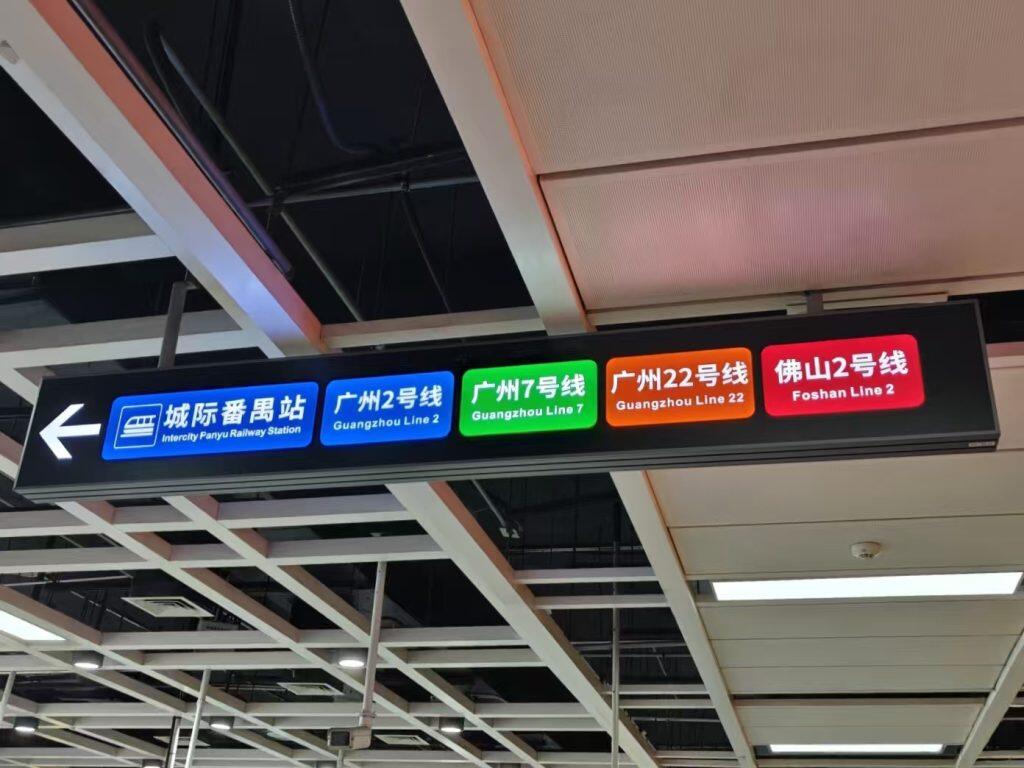 城际番禺站
Intercity Panyu Railway Station
广州2号线
Guangzhou Line 2
广州7号线
Guangzhou Line 7
广州22号线
Guangzhou Line 22
佛山2号线
Foshan Line 2